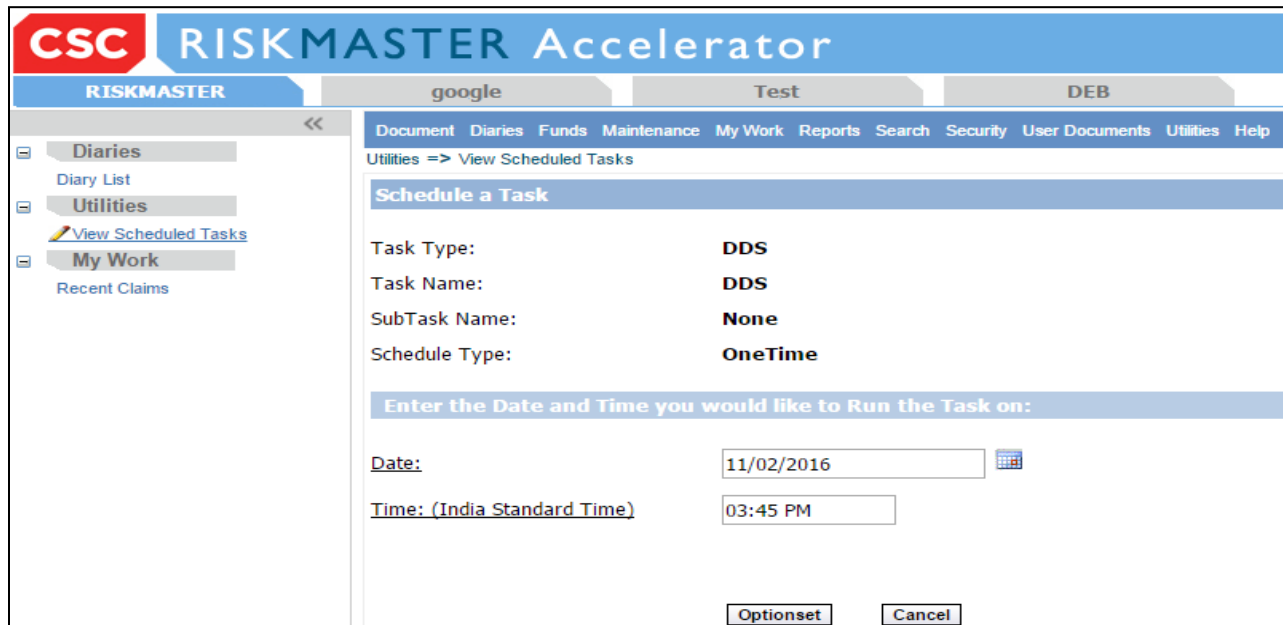 CSC RISKMASTER Accelerator
RISKMASTER google Test DEB
Document Diaries Funds Maintenance My Work Reports Search Security User Documents Utilities Help
Utilities => View Scheduled Tasks
Diaries
Diary List
Utilities
View Scheduled Tasks
My Work
Recent Claims
Schedule a Task
Task Type: DDS
Task Name: DDS
SubTask Name: None
Schedule Type: OneTime
Enter the Date and Time you would like to Run the Task on:
Date: 11/02/2016
Time: (India Standard Time) 03:45 PM
Optionset Cancel